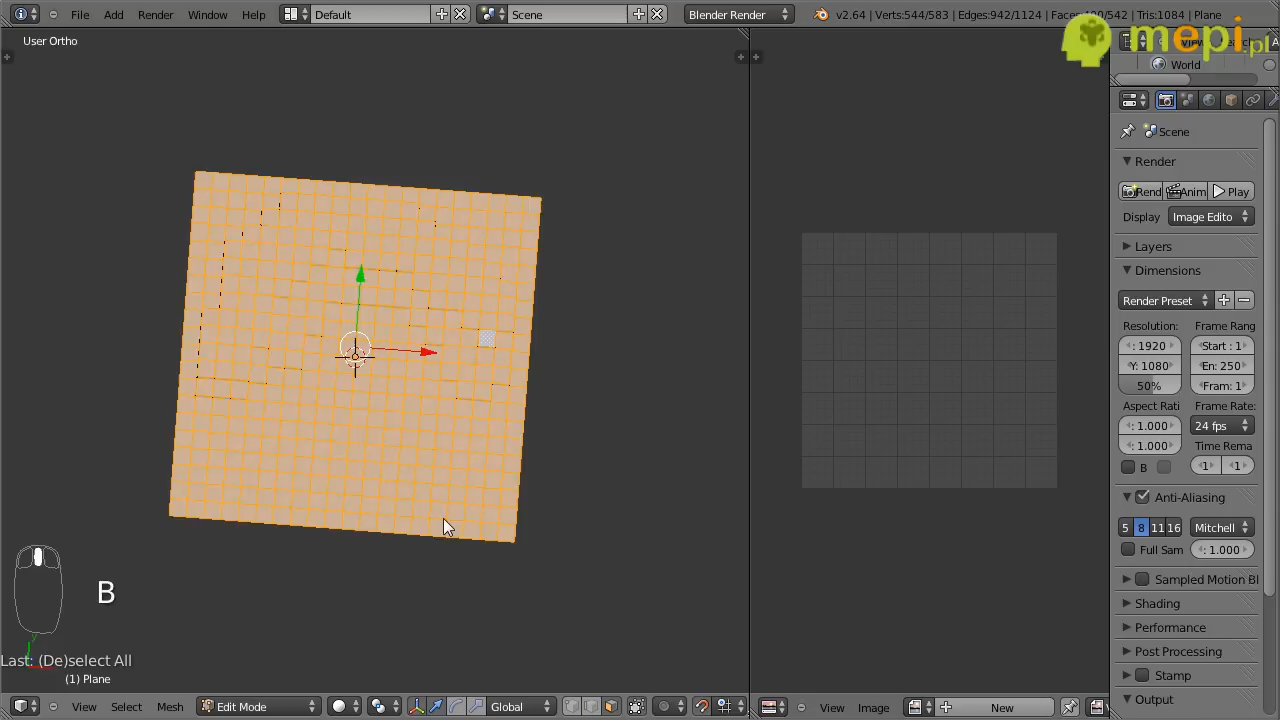 File Add Render Window Help Default Scene Blender Render v2.64 | Verts:544/583 | Edges:942/1124 | Tris:1084 | Plane
mepi.pl
User Ortho
World
Scene
Render
Rend Anim Play
Display Image Edito
Layers
Dimensions
Render Preset
Resolution: Frame Rang
: 1920 Start : 1
Y: 1080 En: 250
50% Fram: 1
Aspect Rati Frame Rate:
: 1.000 24 fps
: 1.000 Time Rema
B 1 1
Anti-Aliasing
5 8 11 16 Mitchell
Full Sam : 1.000
Sampled Motion Bl
Shading
Performance
Post Processing
Stamp
Output
B
y
Last: (De)select All
(1) Plane
View Select Mesh Edit Mode Global View Image New